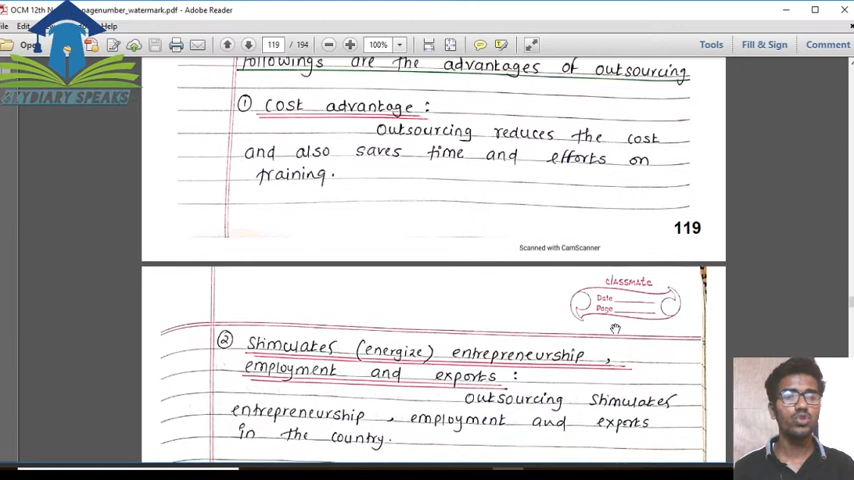 OCM 12th N pagenumber_watermark.pdf - Adobe Reader
File
Help
Open
119 / 194
100%
Tools
Fill & Sign
Comment
SKYDIARY SPEAKS
followings are the advantages of outsourcing
① Cost advantage :
Outsourcing reduces the cost
and also saves time and efforts on
training.
119
Scanned with CamScanner
classmate
Date
Page
② Stimulates (energize) entrepreneurship ,
employment and exports :
Outsourcing Stimulates
entrepreneurship , employment and exports
in the country.